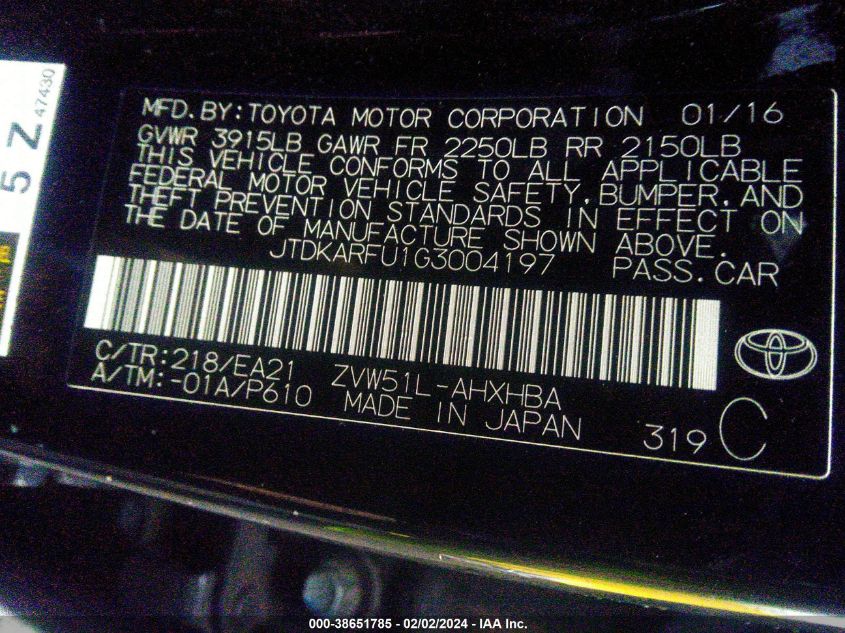 5 Z 47430
MFD. BY: TOYOTA MOTOR CORPORATION 01/16
GVWR 3915LB GAWR FR 2250LB RR 2150LB
THIS VEHICLE CONFORMS TO ALL APPLICABLE
FEDERAL MOTOR VEHICLE SAFETY, BUMPER, AND
THEFT PREVENTION STANDARDS IN EFFECT ON
THE DATE OF MANUFACTURE SHOWN ABOVE.
JTDKARFU1G3004197 PASS. CAR
C/TR: 218/EA21 ZVW51L-AHXHBA
A/TM: -01A/P610 MADE IN JAPAN 319 C
000-38651785 / 02/02/2024 - IAA Inc.